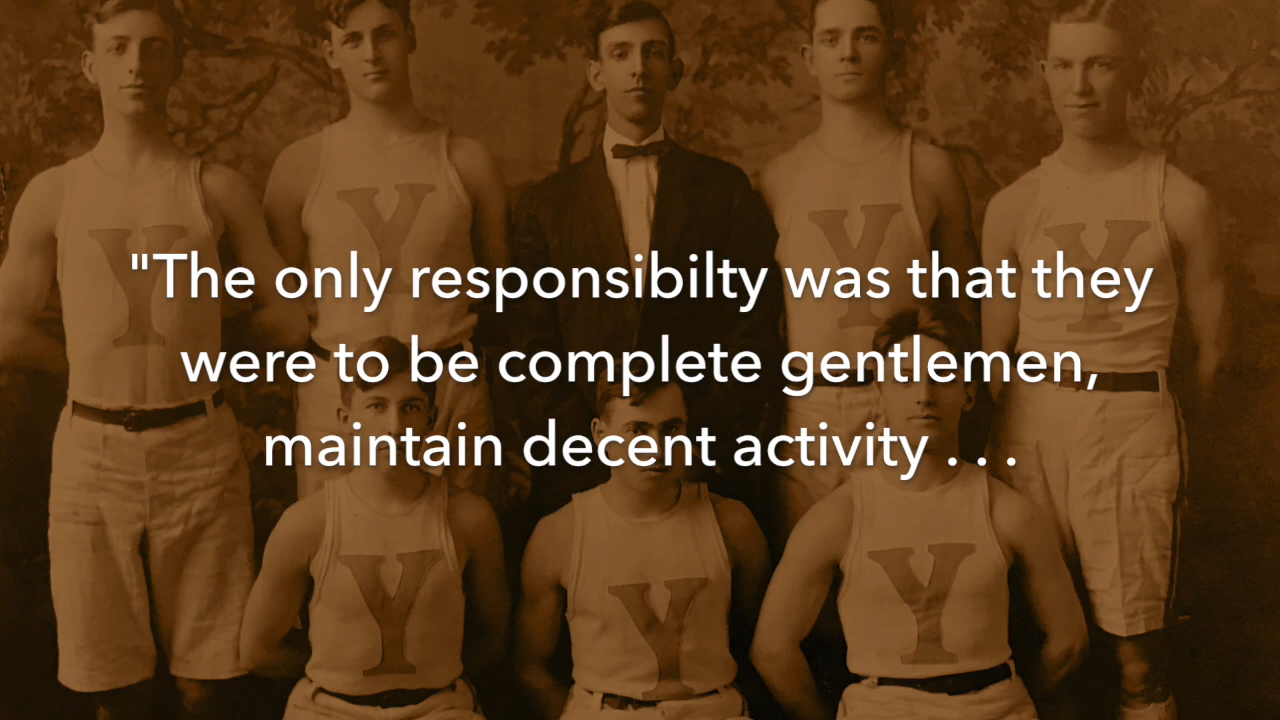 "The only responsibilty was that they
were to be complete gentlemen,
maintain decent activity . . .
Y Y Y Y
Y Y Y